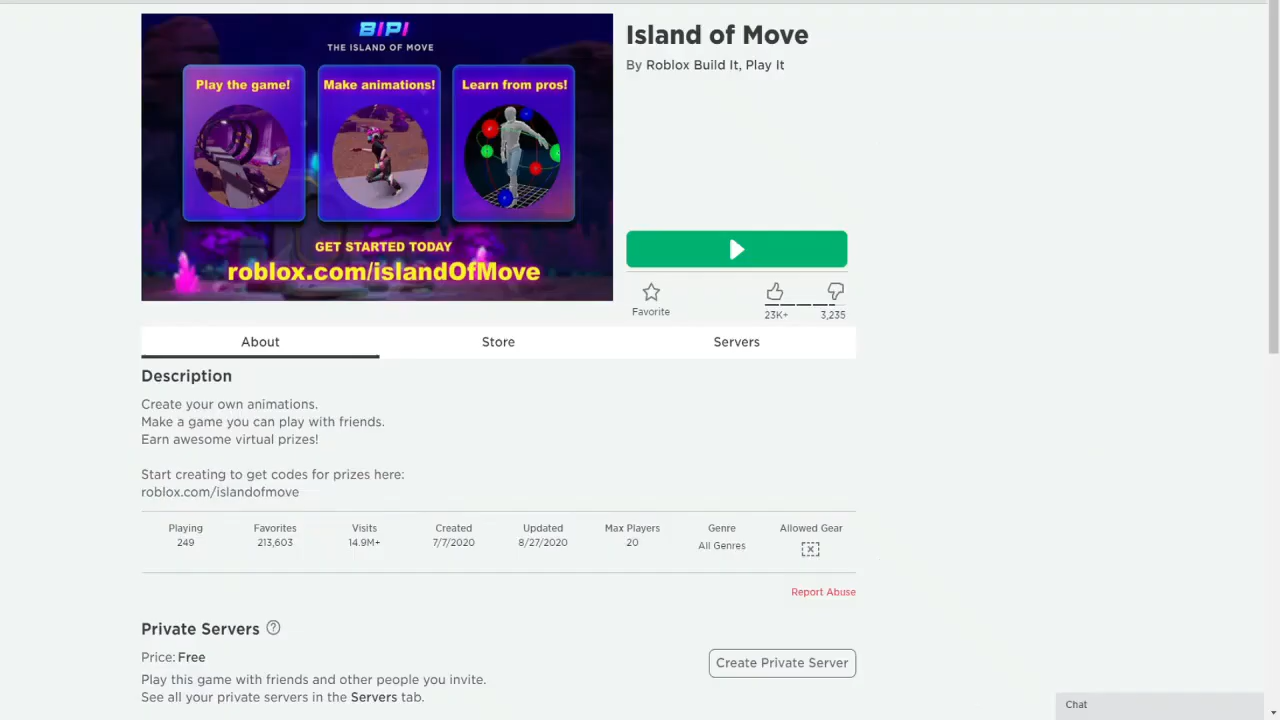 BIP!
THE ISLAND OF MOVE
Play the game!
Make animations!
Learn from pros!
GET STARTED TODAY
roblox.com/islandOfMove
Island of Move
By Roblox Build It, Play It
Favorite
23K+
3,235
About
Store
Servers
Description
Create your own animations.
Make a game you can play with friends.
Earn awesome virtual prizes!
Start creating to get codes for prizes here:
roblox.com/islandofmove
Playing
249
Favorites
213,603
Visits
14.9M+
Created
7/7/2020
Updated
8/27/2020
Max Players
20
Genre
All Genres
Allowed Gear
Report Abuse
Private Servers
Price: Free
Play this game with friends and other people you invite.
See all your private servers in the Servers tab.
Create Private Server
Chat